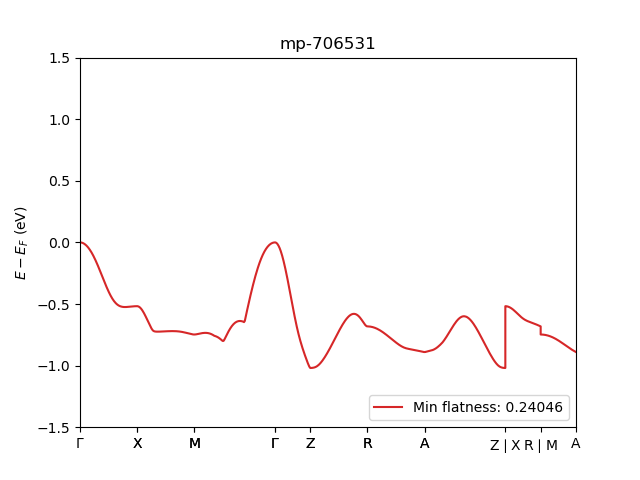 mp-706531
E − E_F (eV)
1.5
1.0
0.5
0.0
−0.5
−1.0
−1.5
Min flatness: 0.24046
Γ X M Γ Z R A Z | X R | M A